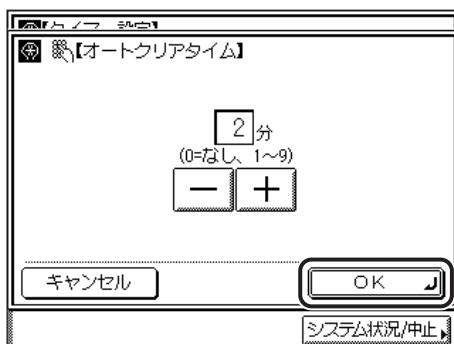 【オートクリアタイム】
2分
(0=なし、1〜9)
− +
キャンセル
OK
システム状況/中止